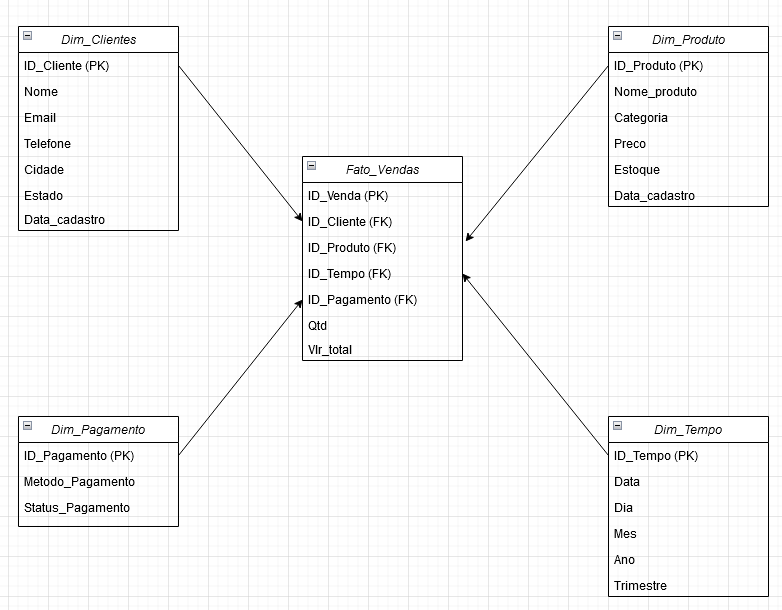 Dim_Clientes
ID_Cliente (PK)
Nome
Email
Telefone
Cidade
Estado
Data_cadastro
Dim_Produto
ID_Produto (PK)
Nome_produto
Categoria
Preco
Estoque
Data_cadastro
Fato_Vendas
ID_Venda (PK)
ID_Cliente (FK)
ID_Produto (FK)
ID_Tempo (FK)
ID_Pagamento (FK)
Qtd
Vlr_total
Dim_Pagamento
ID_Pagamento (PK)
Metodo_Pagamento
Status_Pagamento
Dim_Tempo
ID_Tempo (PK)
Data
Dia
Mes
Ano
Trimestre